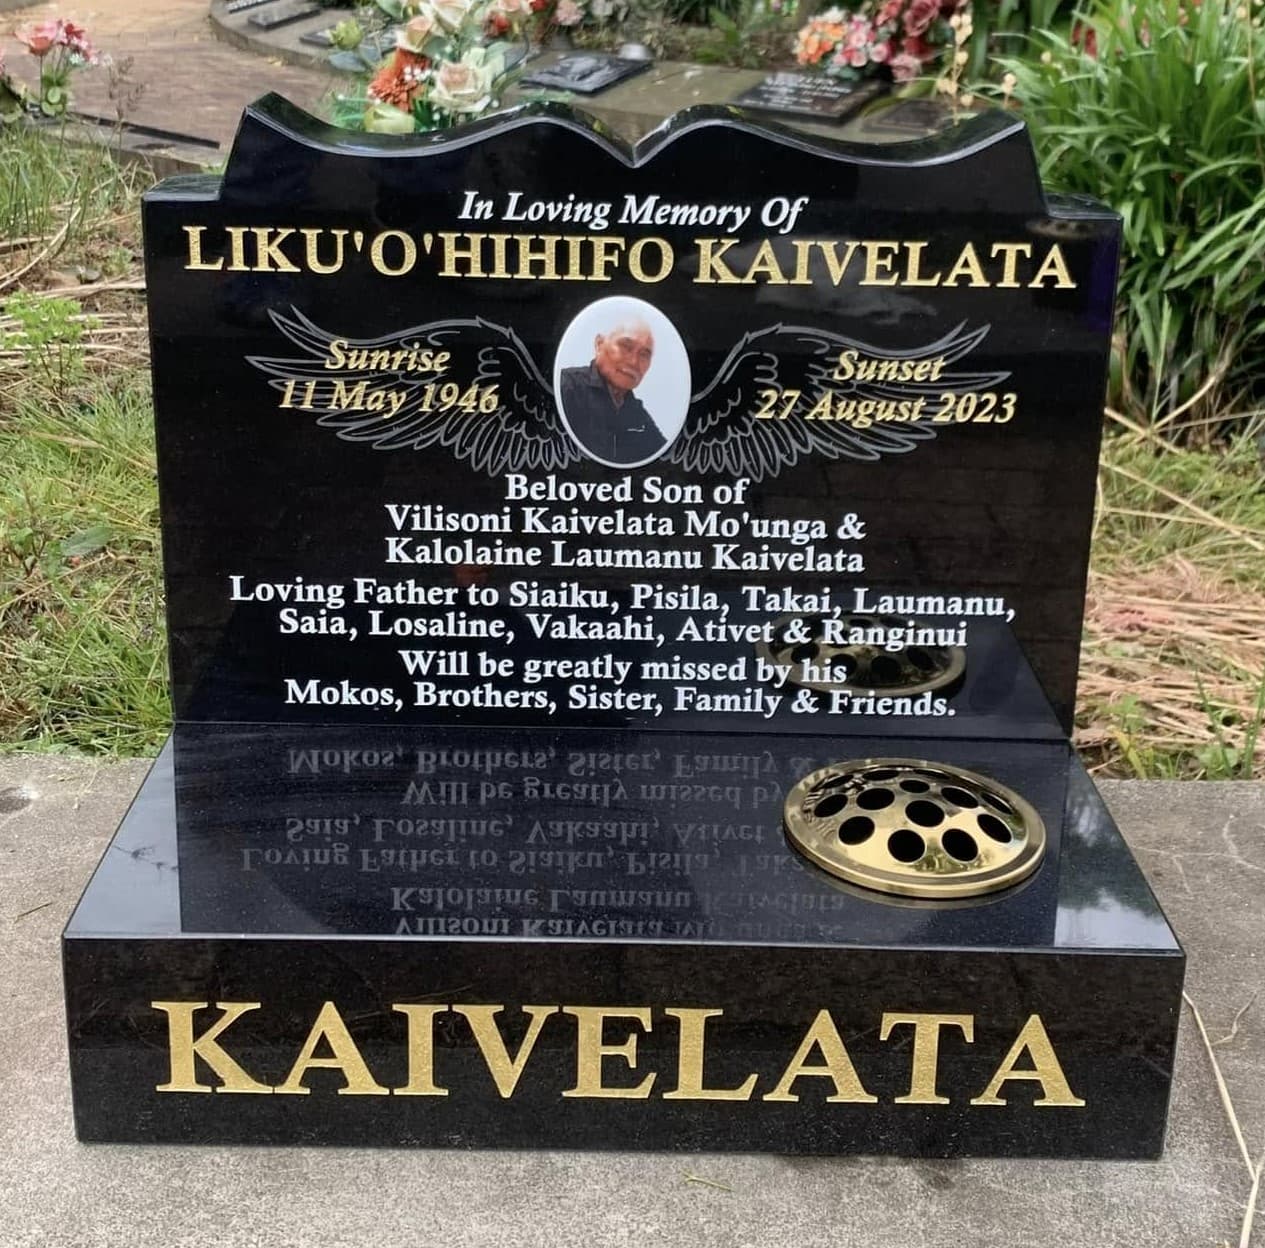 In Loving Memory Of
LIKU'O'HIHIFO KAIVELATA
Sunrise
11 May 1946
Sunset
27 August 2023
Beloved Son of
Vilisoni Kaivelata Mo'unga &
Kalolaine Laumanu Kaivelata
Loving Father to Siaiku, Pisila, Takai, Laumanu,
Saia, Losaline, Vakaahi, Ativet & Ranginui
Will be greatly missed by his
Mokos, Brothers, Sister, Family & Friends.
KAIVELATA